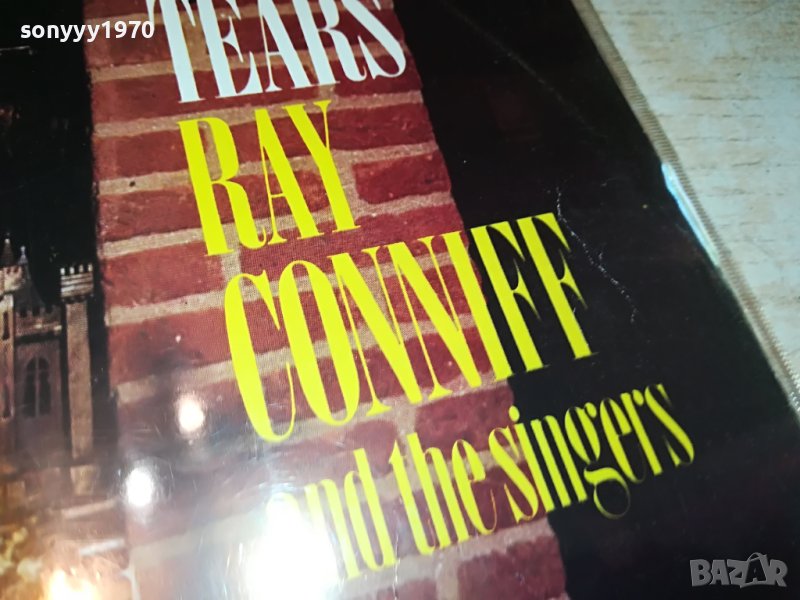 sonyyy1970
TEARS
RAY
CONNIFF
and the singers
BAZAR